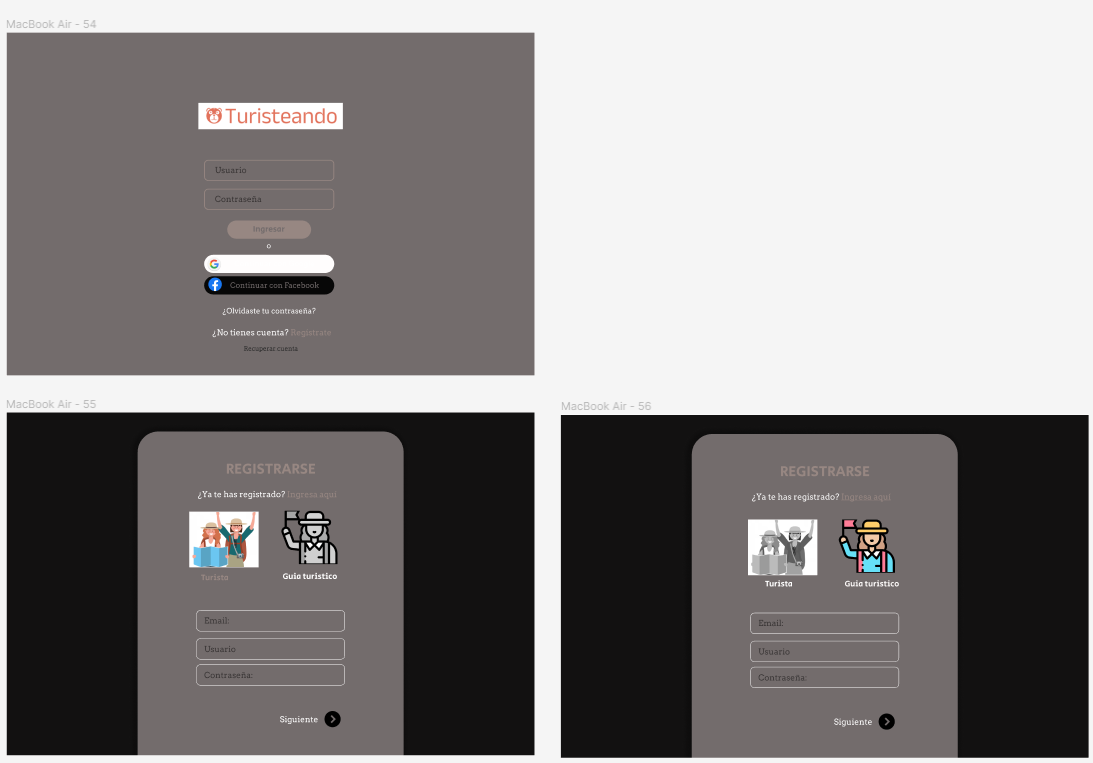 MacBook Air - 54
Turisteando
Usuario
Contraseña
Ingresar
o
G
Continuar con Facebook
¿Olvidaste tu contraseña?
¿No tienes cuenta? Registrate
Recuperar cuenta
MacBook Air - 55
REGISTRARSE
¿Ya te has registrado? Ingresa aqui
Turista
Guia turistico
Email:
Usuario
Contraseña:
Siguiente
MacBook Air - 56
REGISTRARSE
¿Ya te has registrado? Ingresa aqui
Turista
Guia turistico
Email:
Usuario
Contraseña:
Siguiente